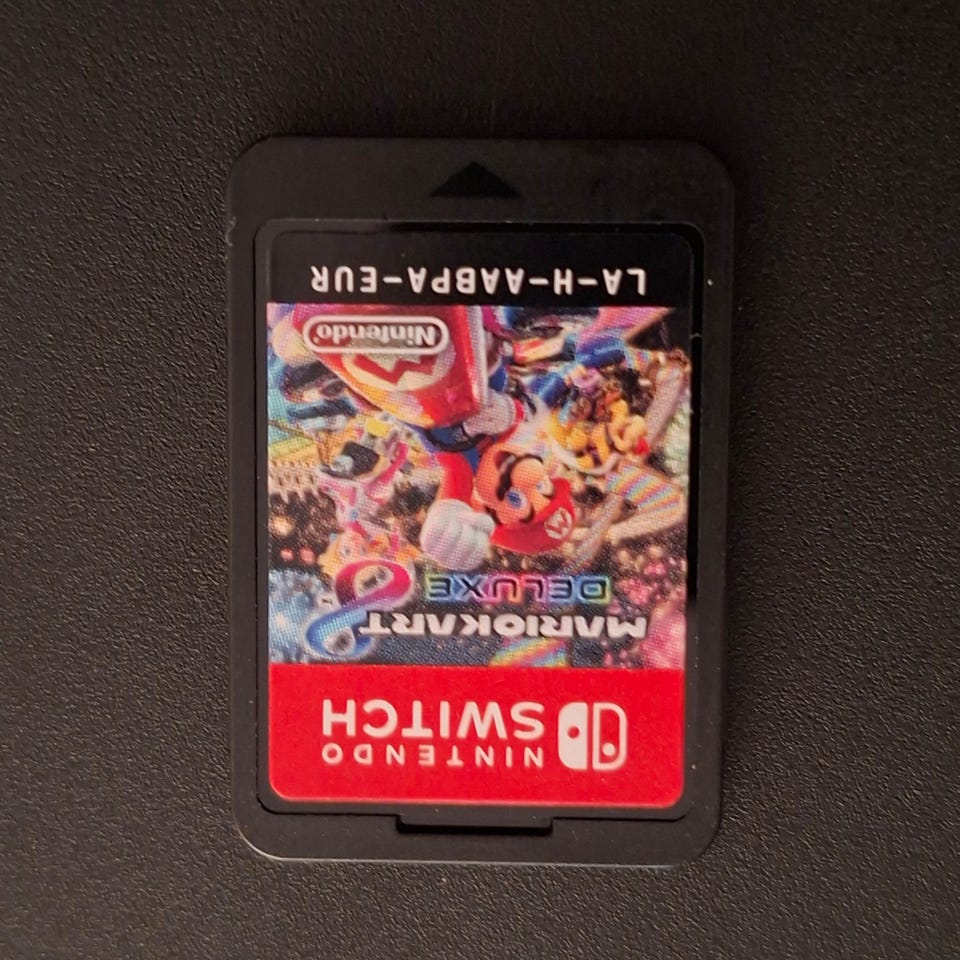 NINTENDO
SWITCH
MARIOKART 8
DELUXE
Nintendo
LA-H-AABPA-EUR